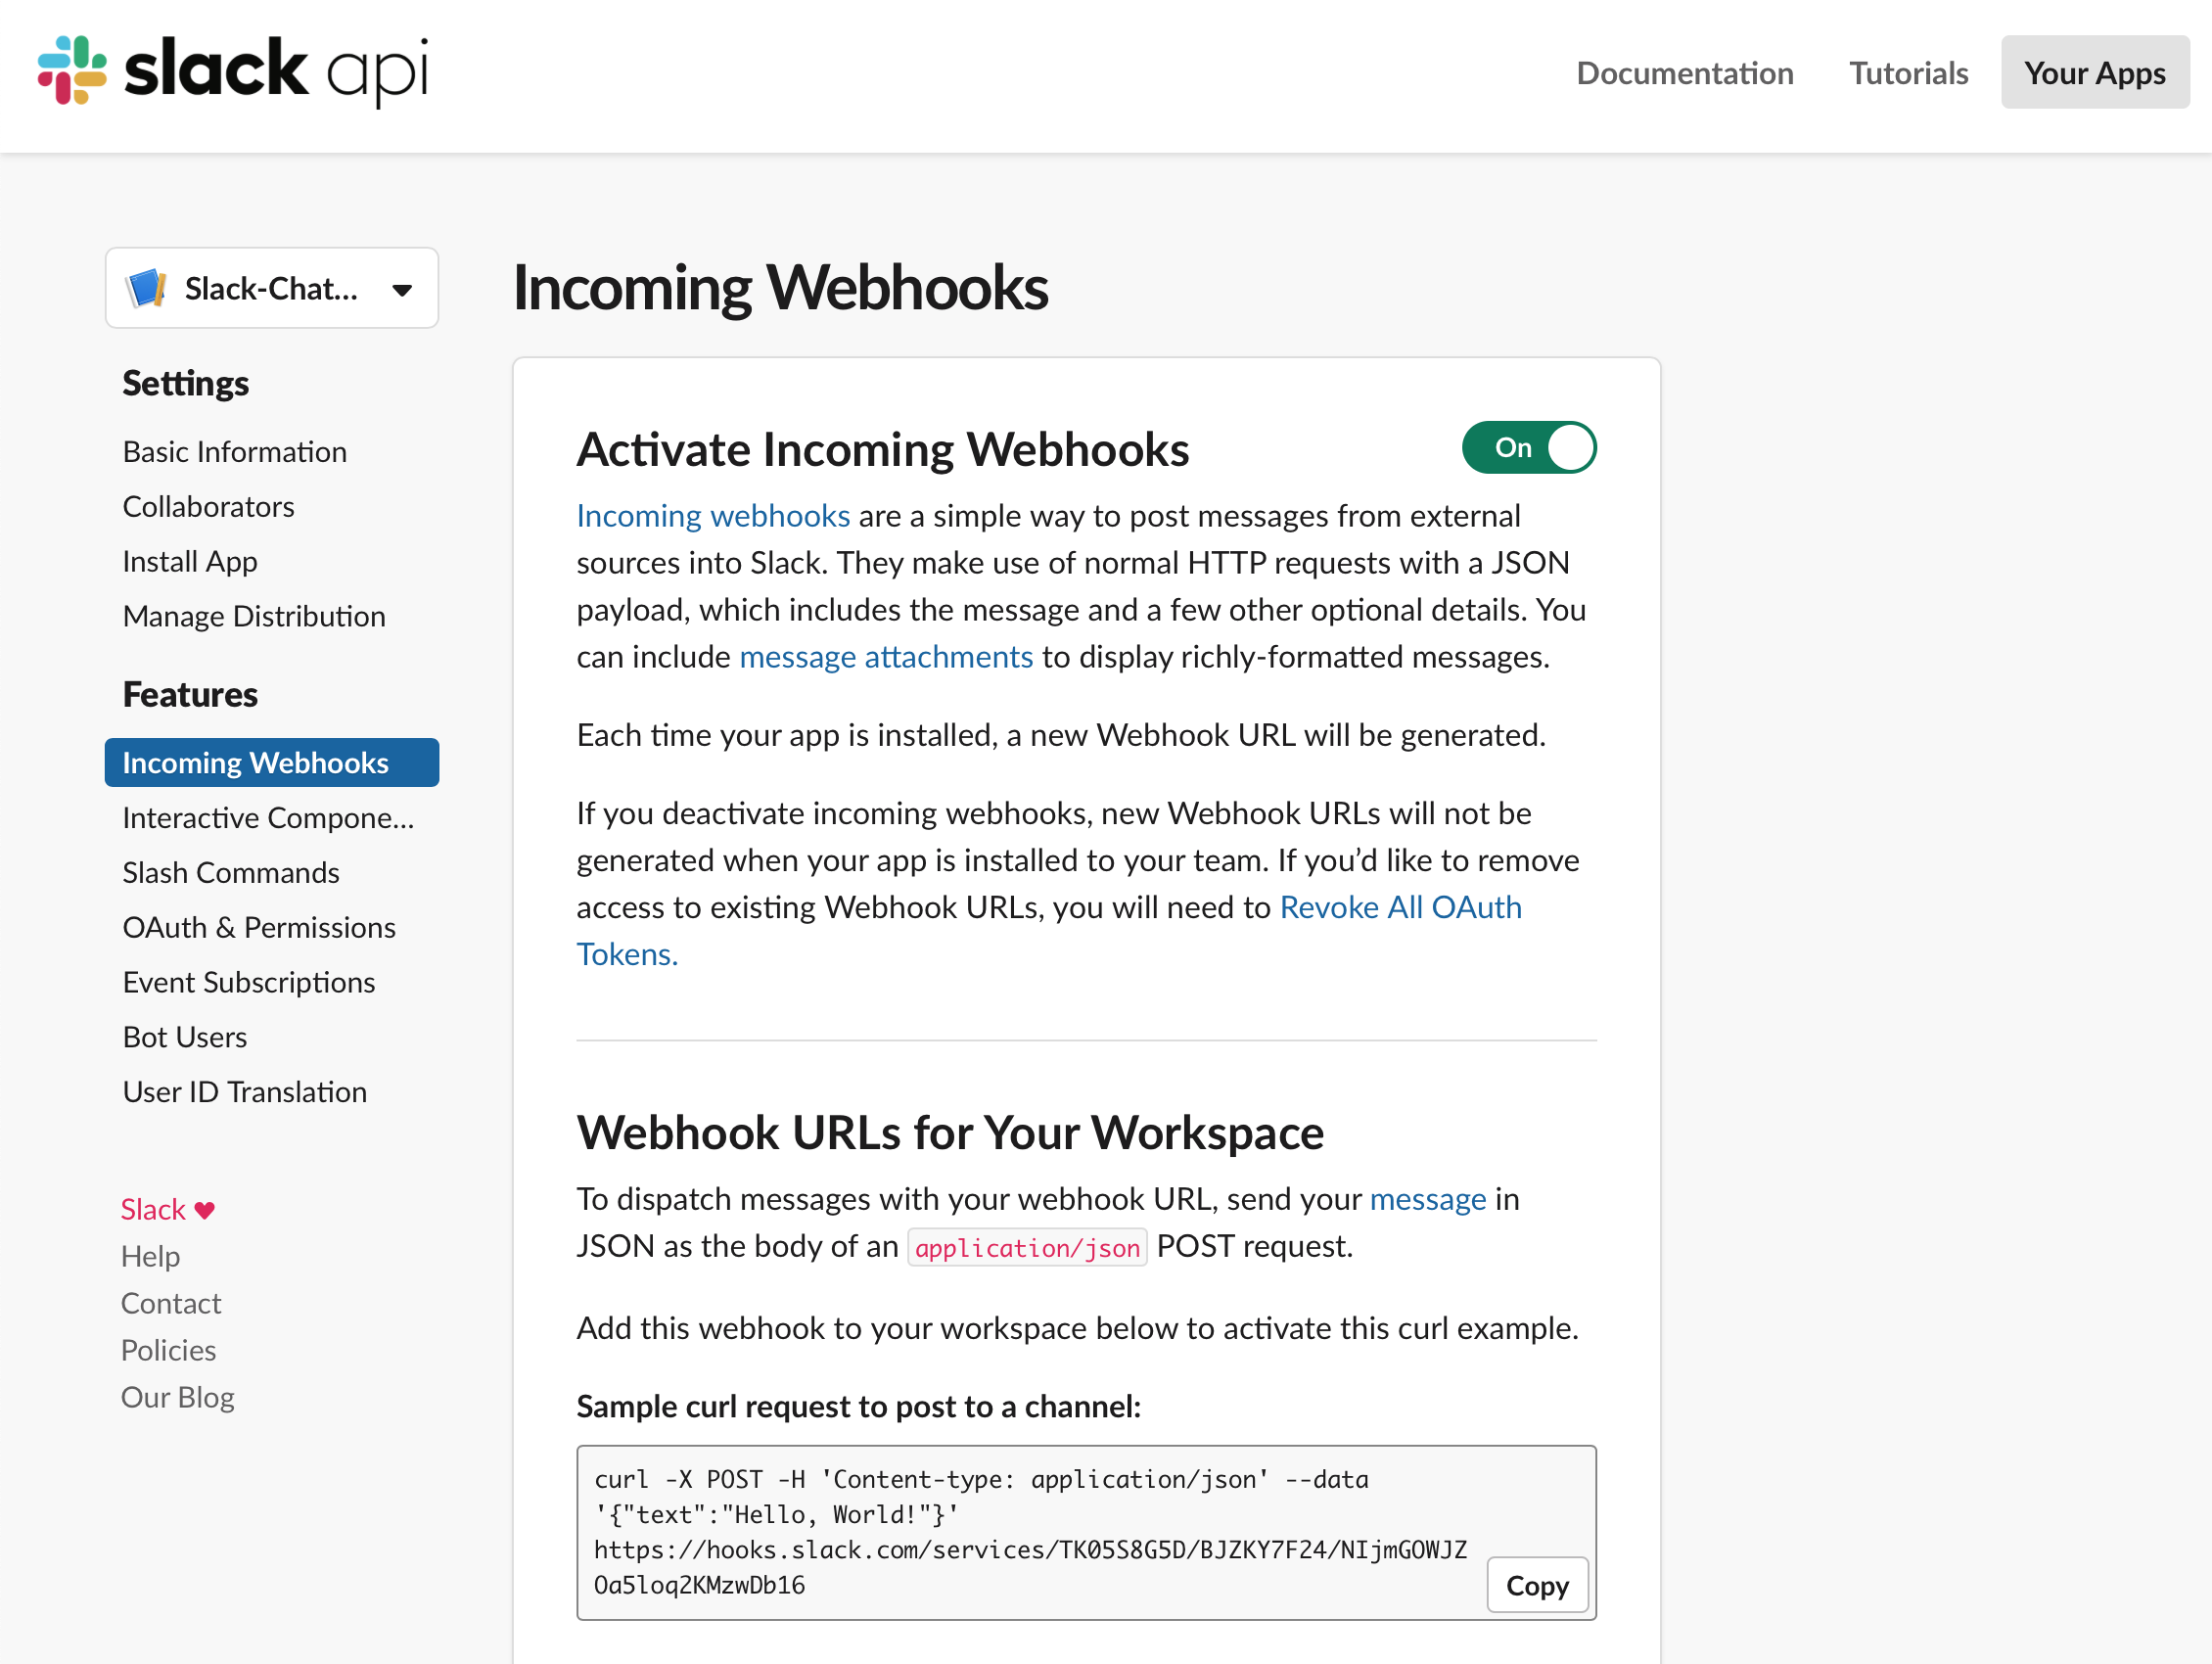 slack api
Documentation
Tutorials
Your Apps
Slack-Chat...
Settings
Basic Information
Collaborators
Install App
Manage Distribution
Features
Incoming Webhooks
Interactive Compone...
Slash Commands
OAuth & Permissions
Event Subscriptions
Bot Users
User ID Translation
Slack ♥
Help
Contact
Policies
Our Blog
Incoming Webhooks
Activate Incoming Webhooks
On
Incoming webhooks are a simple way to post messages from external
sources into Slack. They make use of normal HTTP requests with a JSON
payload, which includes the message and a few other optional details. You
can include message attachments to display richly-formatted messages.
Each time your app is installed, a new Webhook URL will be generated.
If you deactivate incoming webhooks, new Webhook URLs will not be
generated when your app is installed to your team. If you’d like to remove
access to existing Webhook URLs, you will need to Revoke All OAuth
Tokens.
Webhook URLs for Your Workspace
To dispatch messages with your webhook URL, send your message in
JSON as the body of an application/json POST request.
Add this webhook to your workspace below to activate this curl example.
Sample curl request to post to a channel:
curl -X POST -H 'Content-type: application/json' --data
'{"text":"Hello, World!"}'
https://hooks.slack.com/services/TK05S8G5D/BJZKY7F24/NIjmGOWJZ
Oa5loq2KMzwDb16
Copy